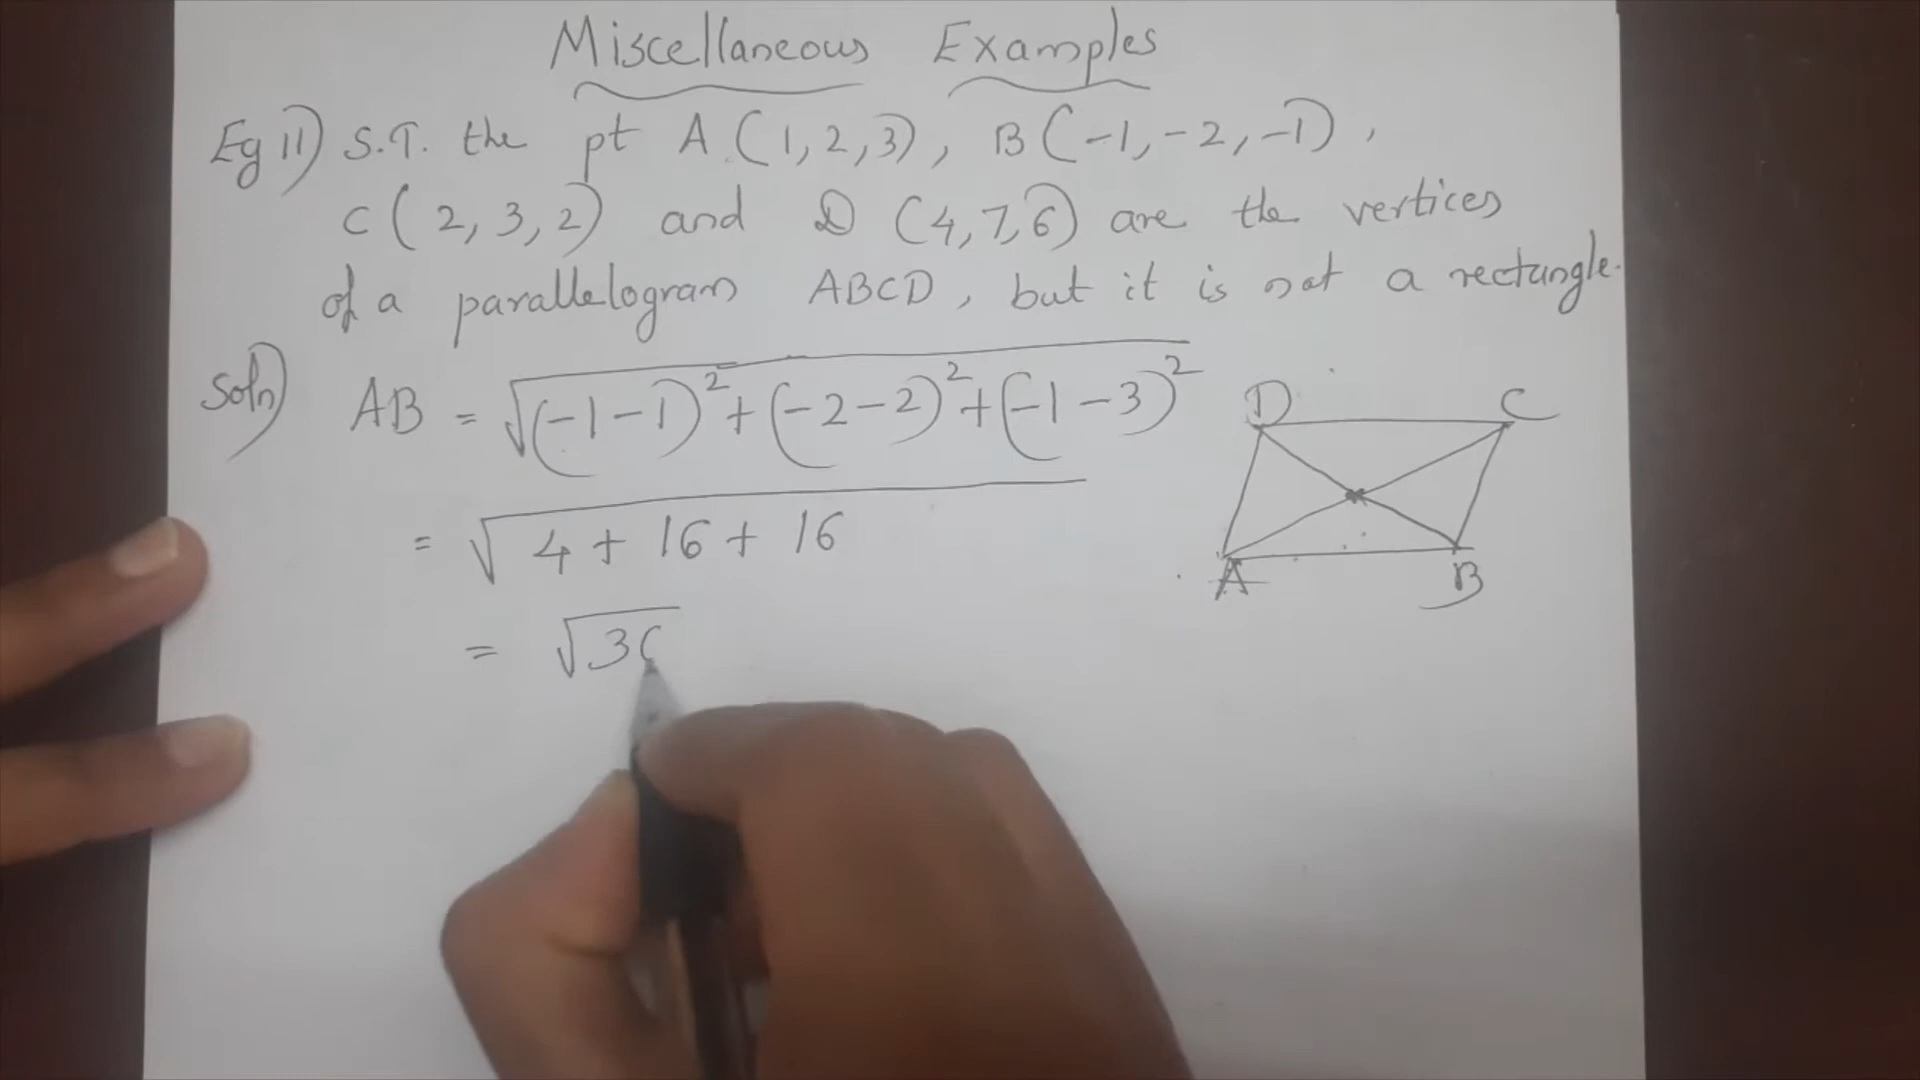 Miscellaneous Examples
Eg 11) S.T. the pt A (1, 2, 3), B (-1, -2, -1),
C (2, 3, 2) and D (4, 7, 6) are the vertices
of a parallelogram ABCD, but it is not a rectangle.
Soln) AB = √(-1-1)² + (-2-2)² + (-1-3)²
= √4 + 16 + 16
= √3
D C
A B